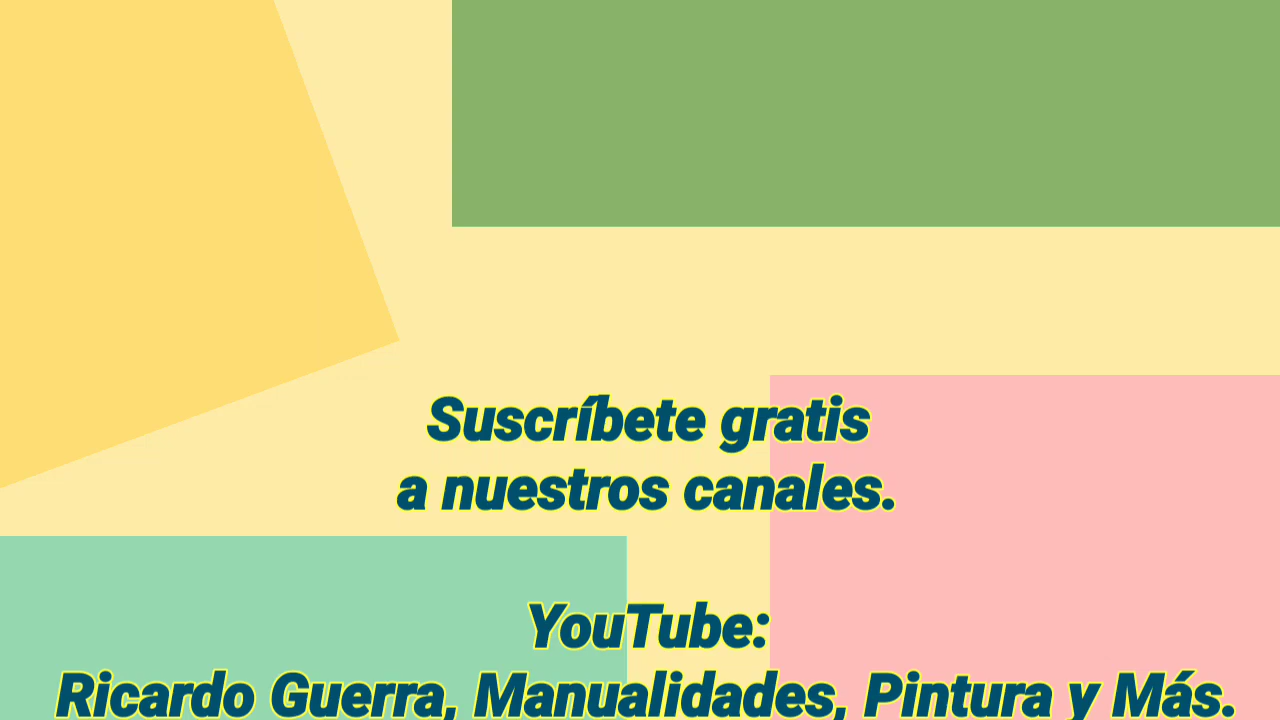 Suscríbete gratis
a nuestros canales.
YouTube:
Ricardo Guerra, Manualidades, Pintura y Más.